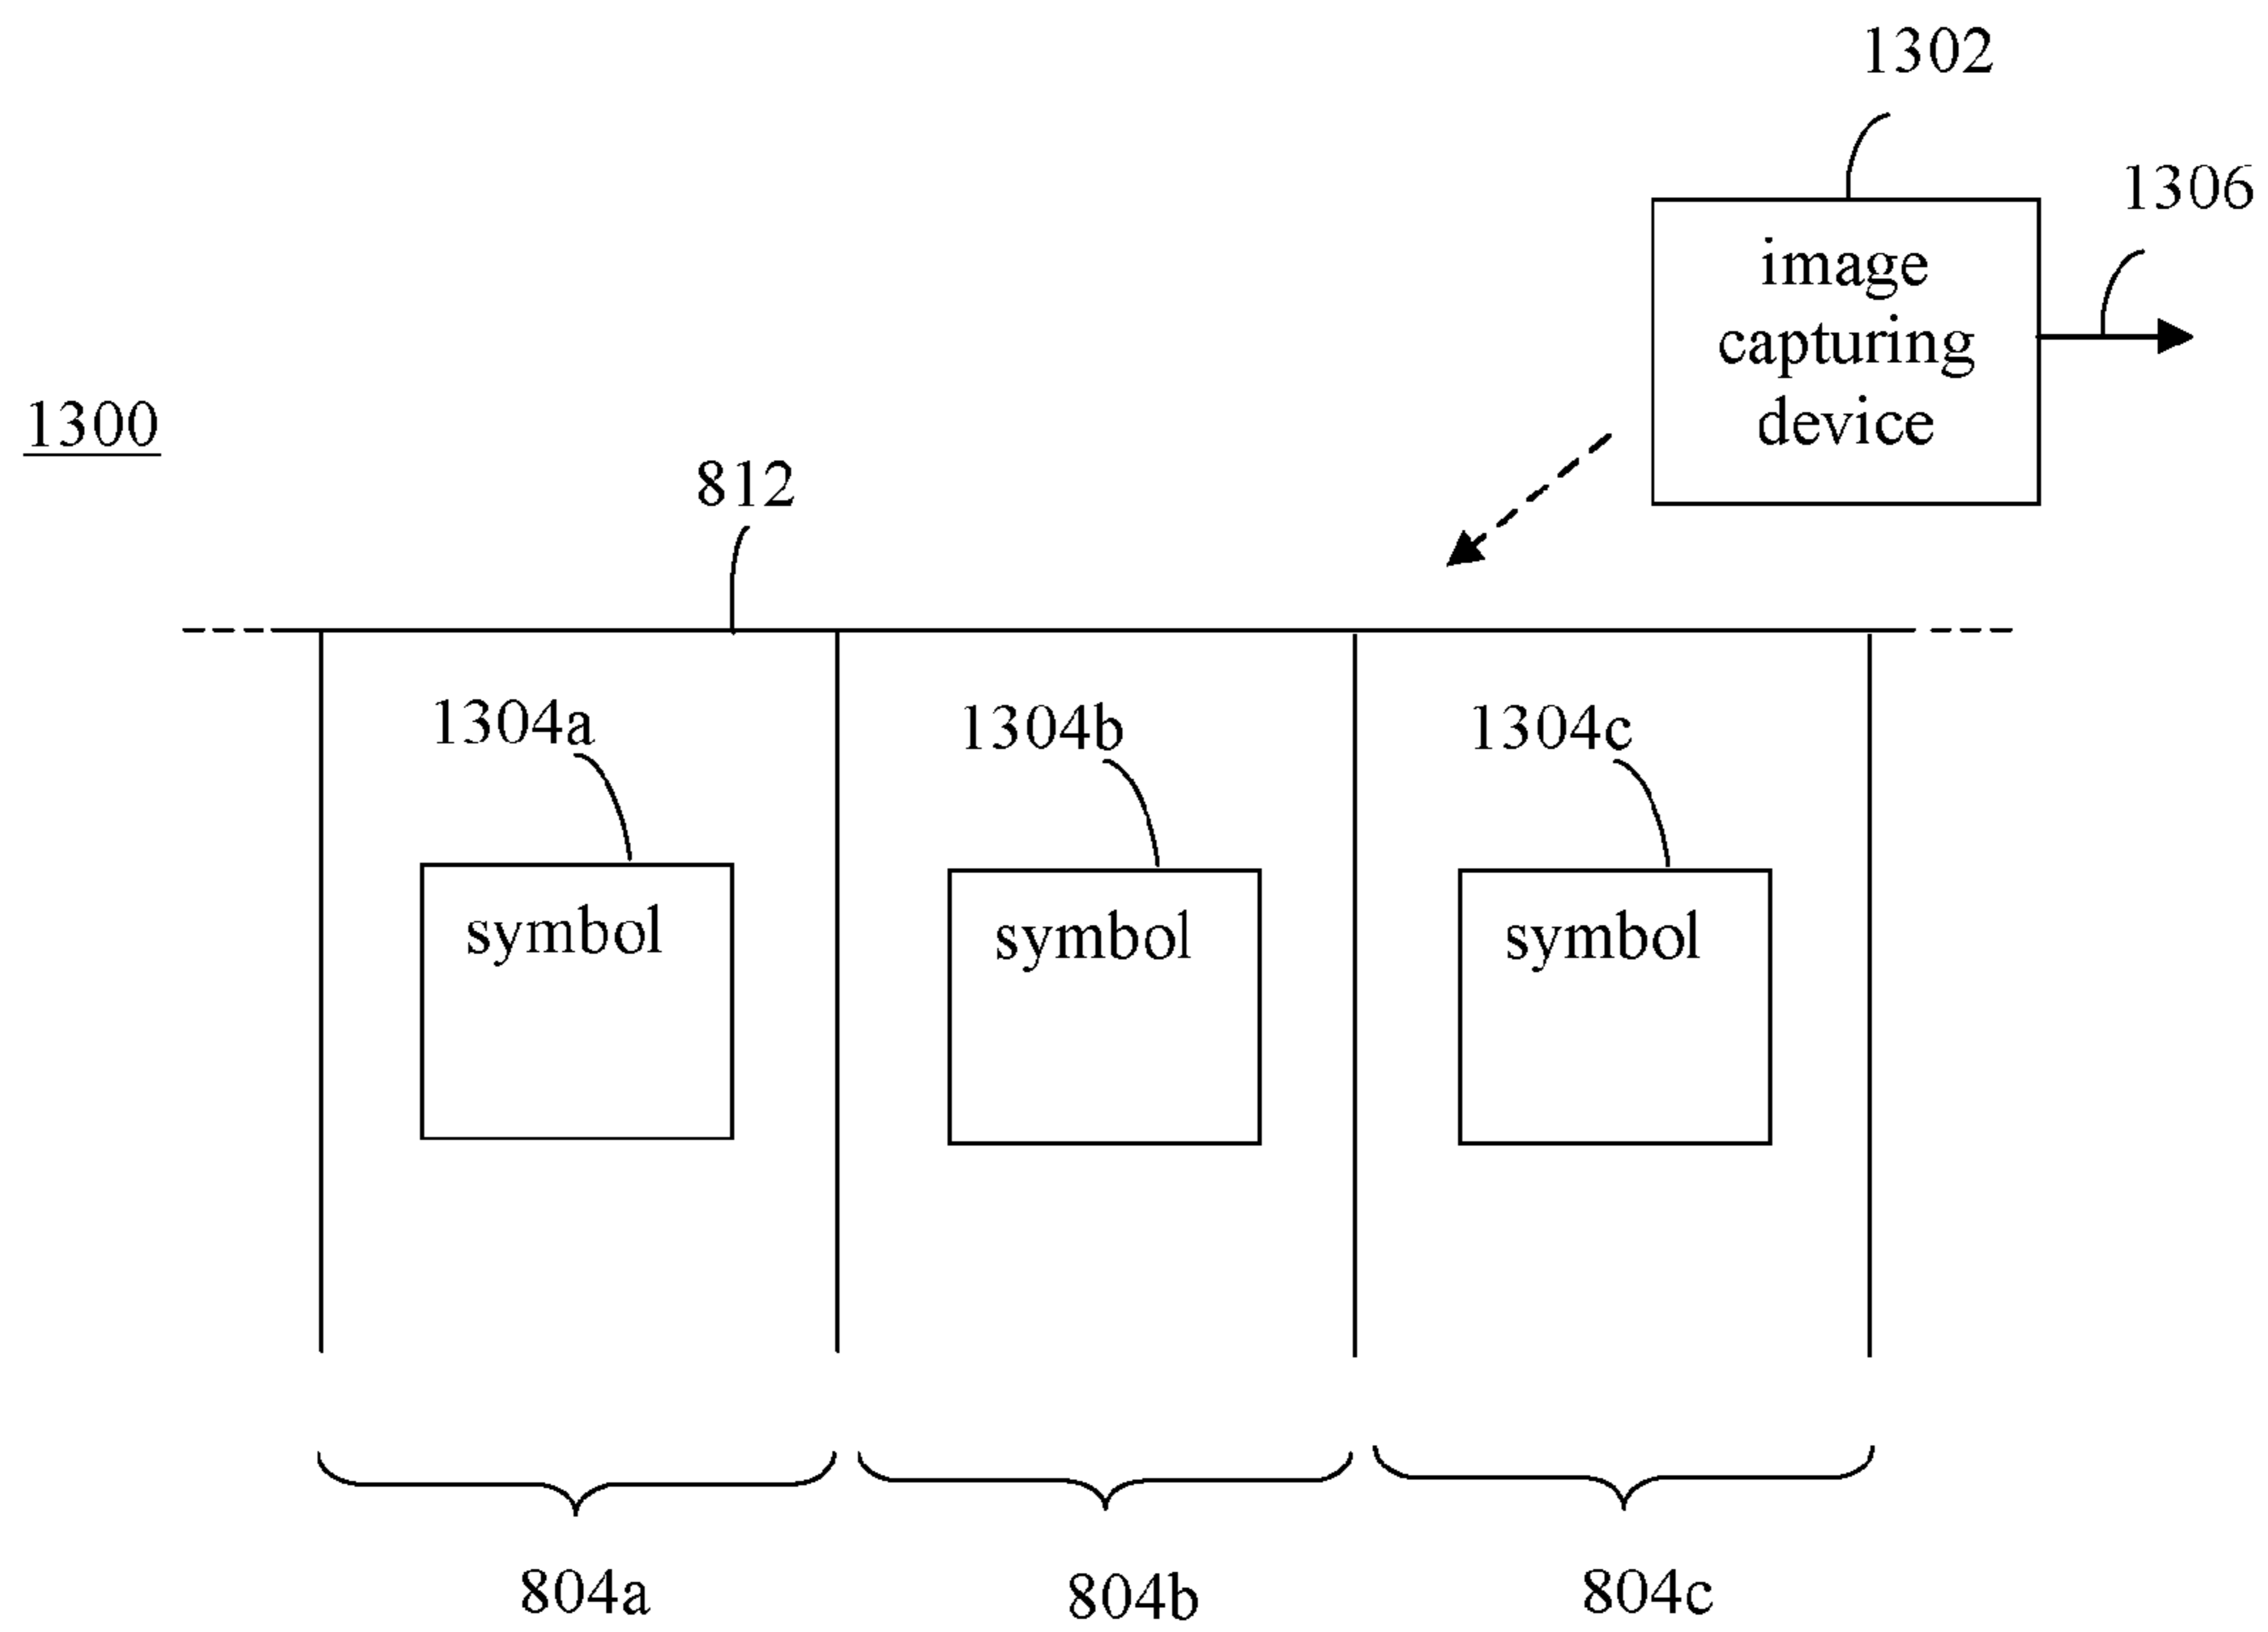 1302
1306
image
capturing
device
1300
812
1304a
1304b
1304c
symbol
symbol
symbol
804a
804b
804c